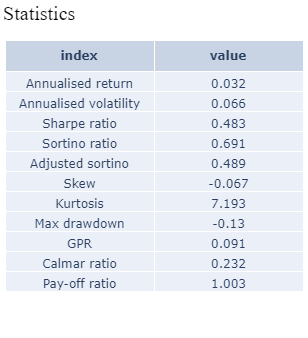 Statistics
index value
Annualised return 0.032
Annualised volatility 0.066
Sharpe ratio 0.483
Sortino ratio 0.691
Adjusted sortino 0.489
Skew -0.067
Kurtosis 7.193
Max drawdown -0.13
GPR 0.091
Calmar ratio 0.232
Pay-off ratio 1.003